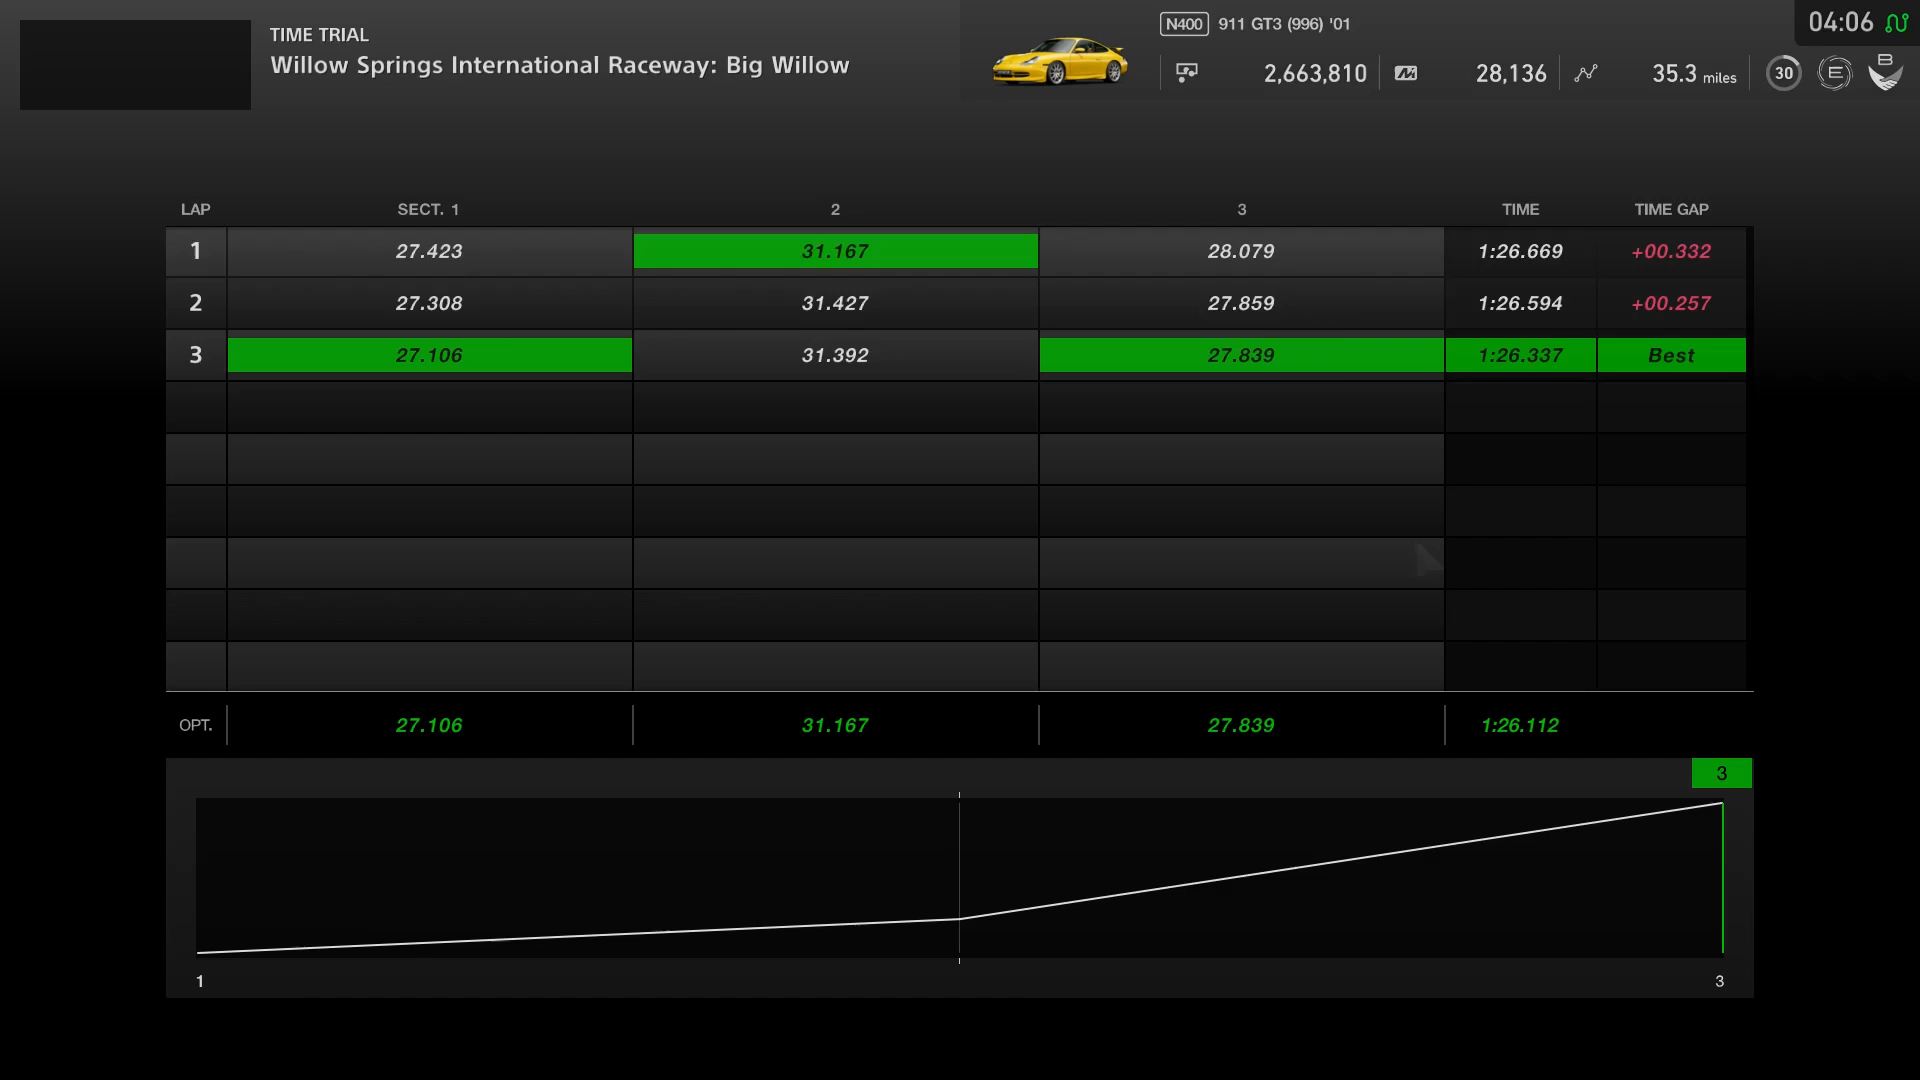 TIME TRIAL
Willow Springs International Raceway: Big Willow
N400 911 GT3 (996) '01
04:06
2,663,810 28,136 35.3 miles 30 E B
LAP SECT. 1 2 3 TIME TIME GAP
1 27.423 31.167 28.079 1:26.669 +00.332
2 27.308 31.427 27.859 1:26.594 +00.257
3 27.106 31.392 27.839 1:26.337 Best
OPT. 27.106 31.167 27.839 1:26.112
3
1 3